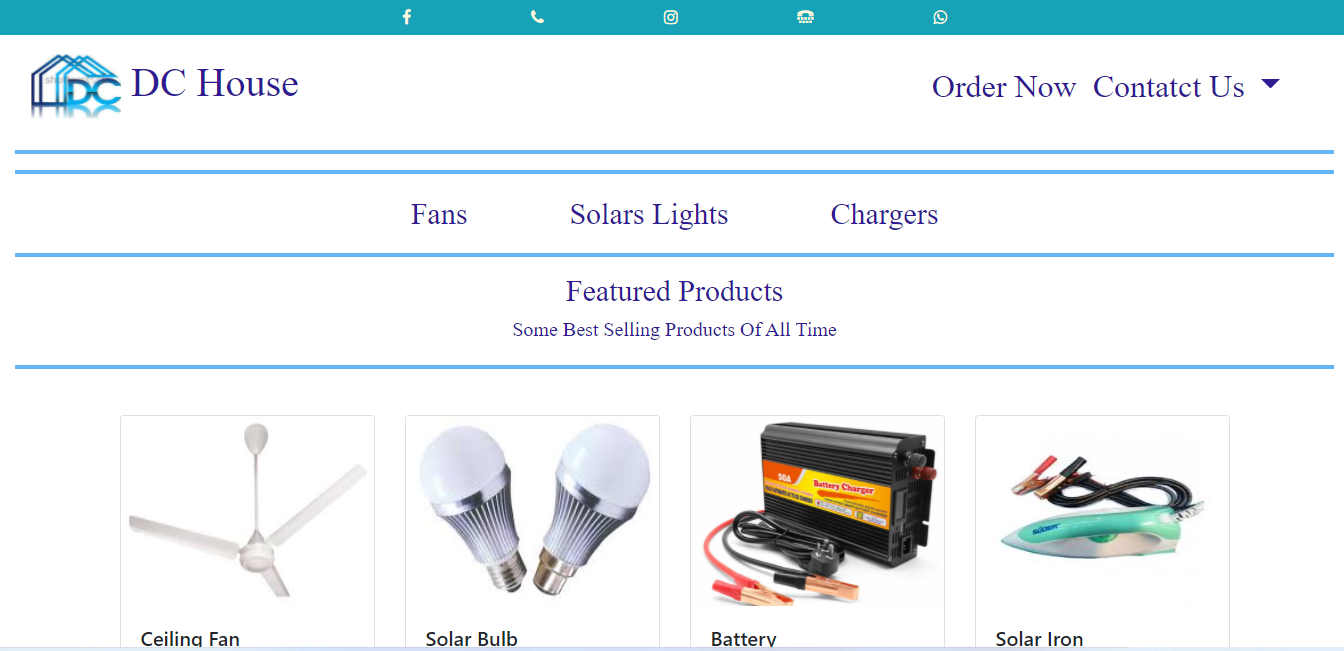 DC
DC House
Order Now Contatct Us
Fans Solars Lights Chargers
Featured Products
Some Best Selling Products Of All Time
50A
Battery Charger
Ceiling Fan Solar Bulb Battery Solar Iron